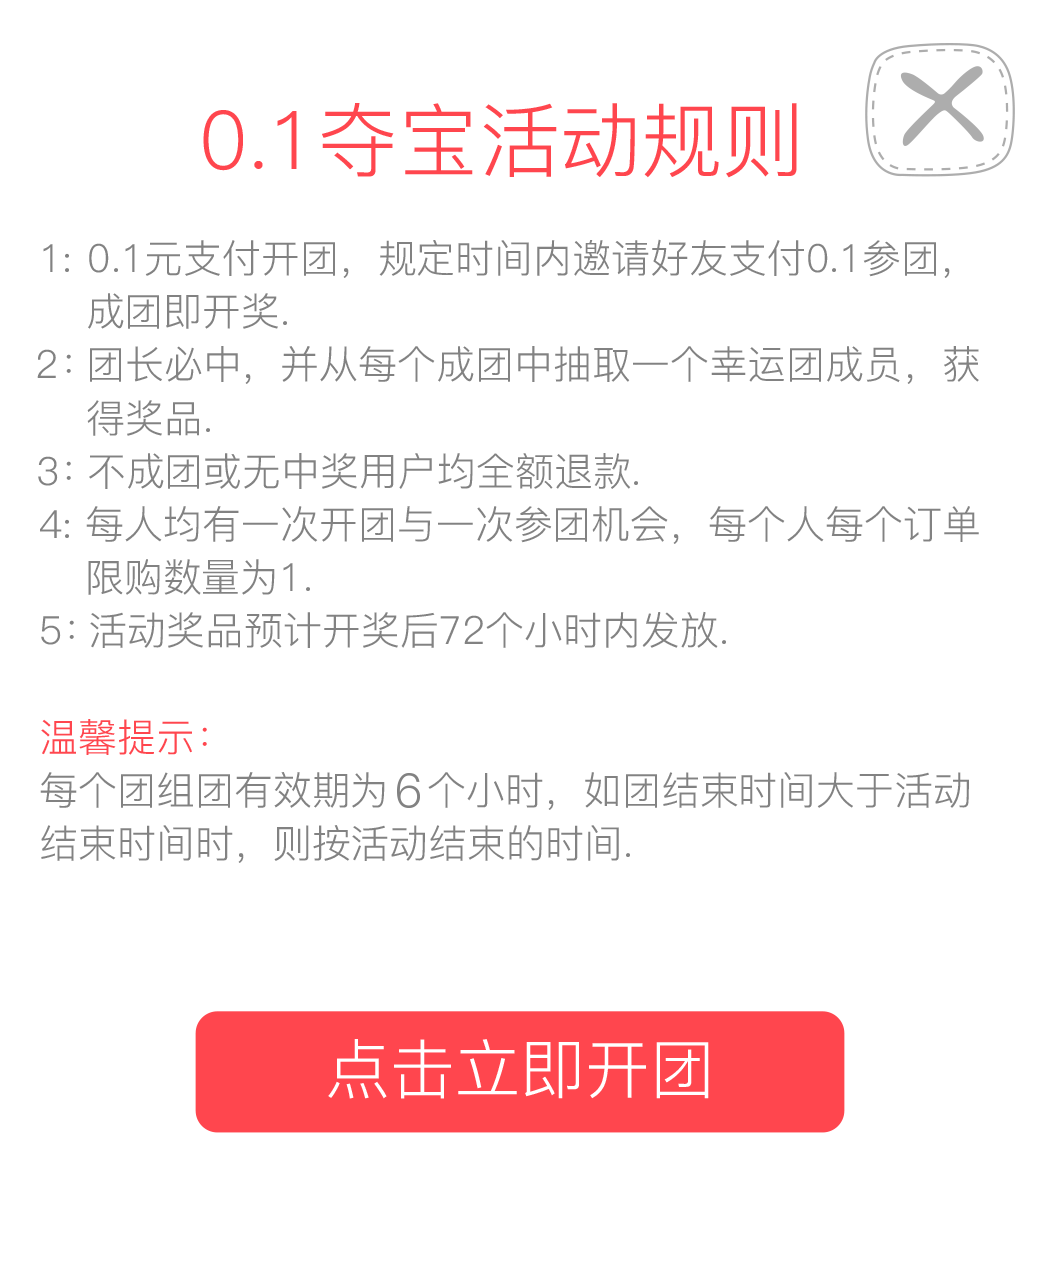 0.1夺宝活动规则
1: 0.1元支付开团，规定时间内邀请好友支付0.1参团，
成团即开奖.
2: 团长必中，并从每个成团中抽取一个幸运团成员，获
得奖品.
3: 不成团或无中奖用户均全额退款.
4: 每人均有一次开团与一次参团机会，每个人每个订单
限购数量为1.
5: 活动奖品预计开奖后72个小时内发放.
温馨提示：
每个团组团有效期为6个小时，如团结束时间大于活动
结束时间时，则按活动结束的时间.
点击立即开团